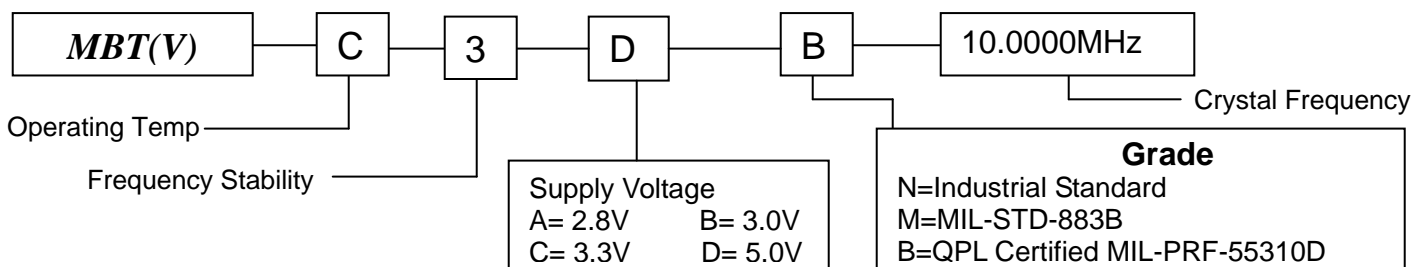 MBT(V) C 3 D B 10.0000MHz
Crystal Frequency
Operating Temp
Frequency Stability
Supply Voltage
A= 2.8V B= 3.0V
C= 3.3V D= 5.0V
Grade
N=Industrial Standard
M=MIL-STD-883B
B=QPL Certified MIL-PRF-55310D